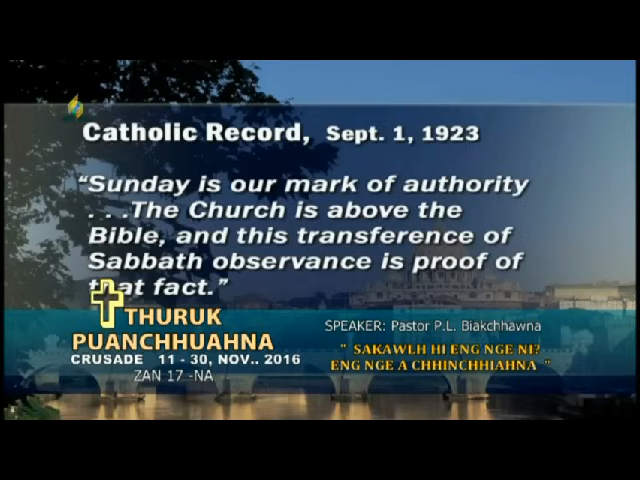 Catholic Record, Sept. 1, 1923
“Sunday is our mark of authority
. . .The Church is above the
Bible, and this transference of
Sabbath observance is proof of
that fact.”
THURUK
PUANCHHUAHNA
CRUSADE 11 - 30, NOV.. 2016
ZAN 17 -NA
SPEAKER: Pastor P.L. Biakchhawna
" SAKAWLH HI ENG NGE NI?
ENG NGE A CHHINCHHIAHNA "